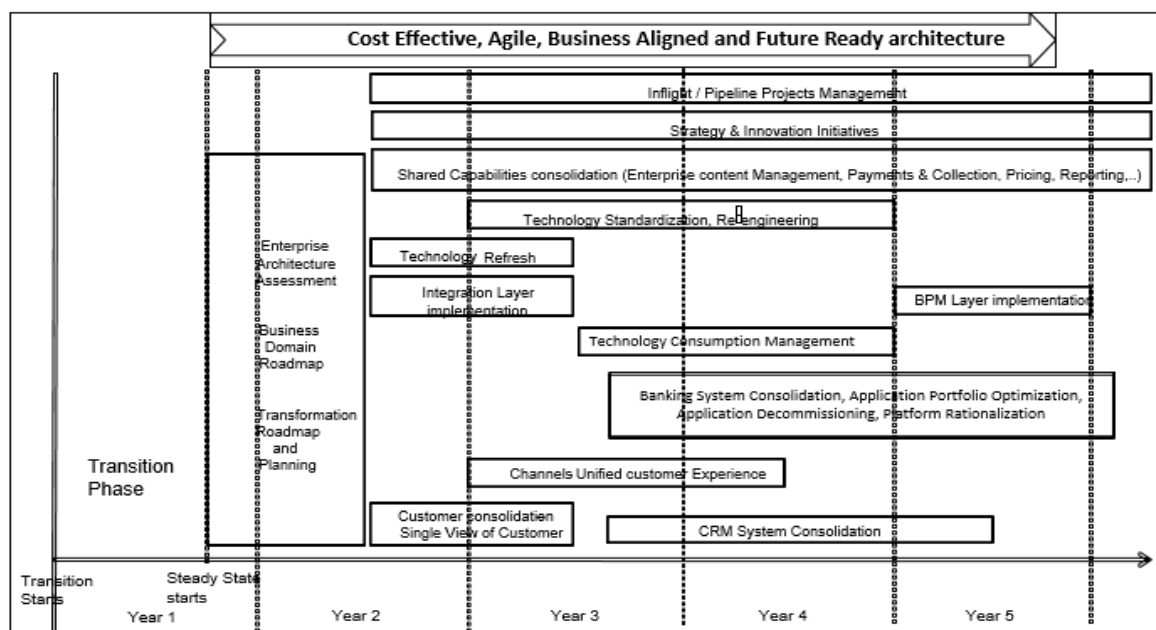 Cost Effective, Agile, Business Aligned and Future Ready architecture
Inflight / Pipeline Projects Management
Strategy & Innovation Initiatives
Shared Capabilities consolidation (Enterprise content Management, Payments & Collection, Pricing, Reporting,..)
Technology Standardization, Re-engineering
Enterprise
Architecture
Assessment
Business
Domain
Roadmap
Transformation
Roadmap
and
Planning
Technology Refresh
Integration Layer
implementation
BPM Layer implementation
Technology Consumption Management
Banking System Consolidation, Application Portfolio Optimization,
Application Decommissioning, Platform Rationalization
Transition
Phase
Channels Unified customer Experience
Customer consolidation
Single View of Customer
CRM System Consolidation
Transition
Starts
Steady State
starts
Year 1
Year 2
Year 3
Year 4
Year 5